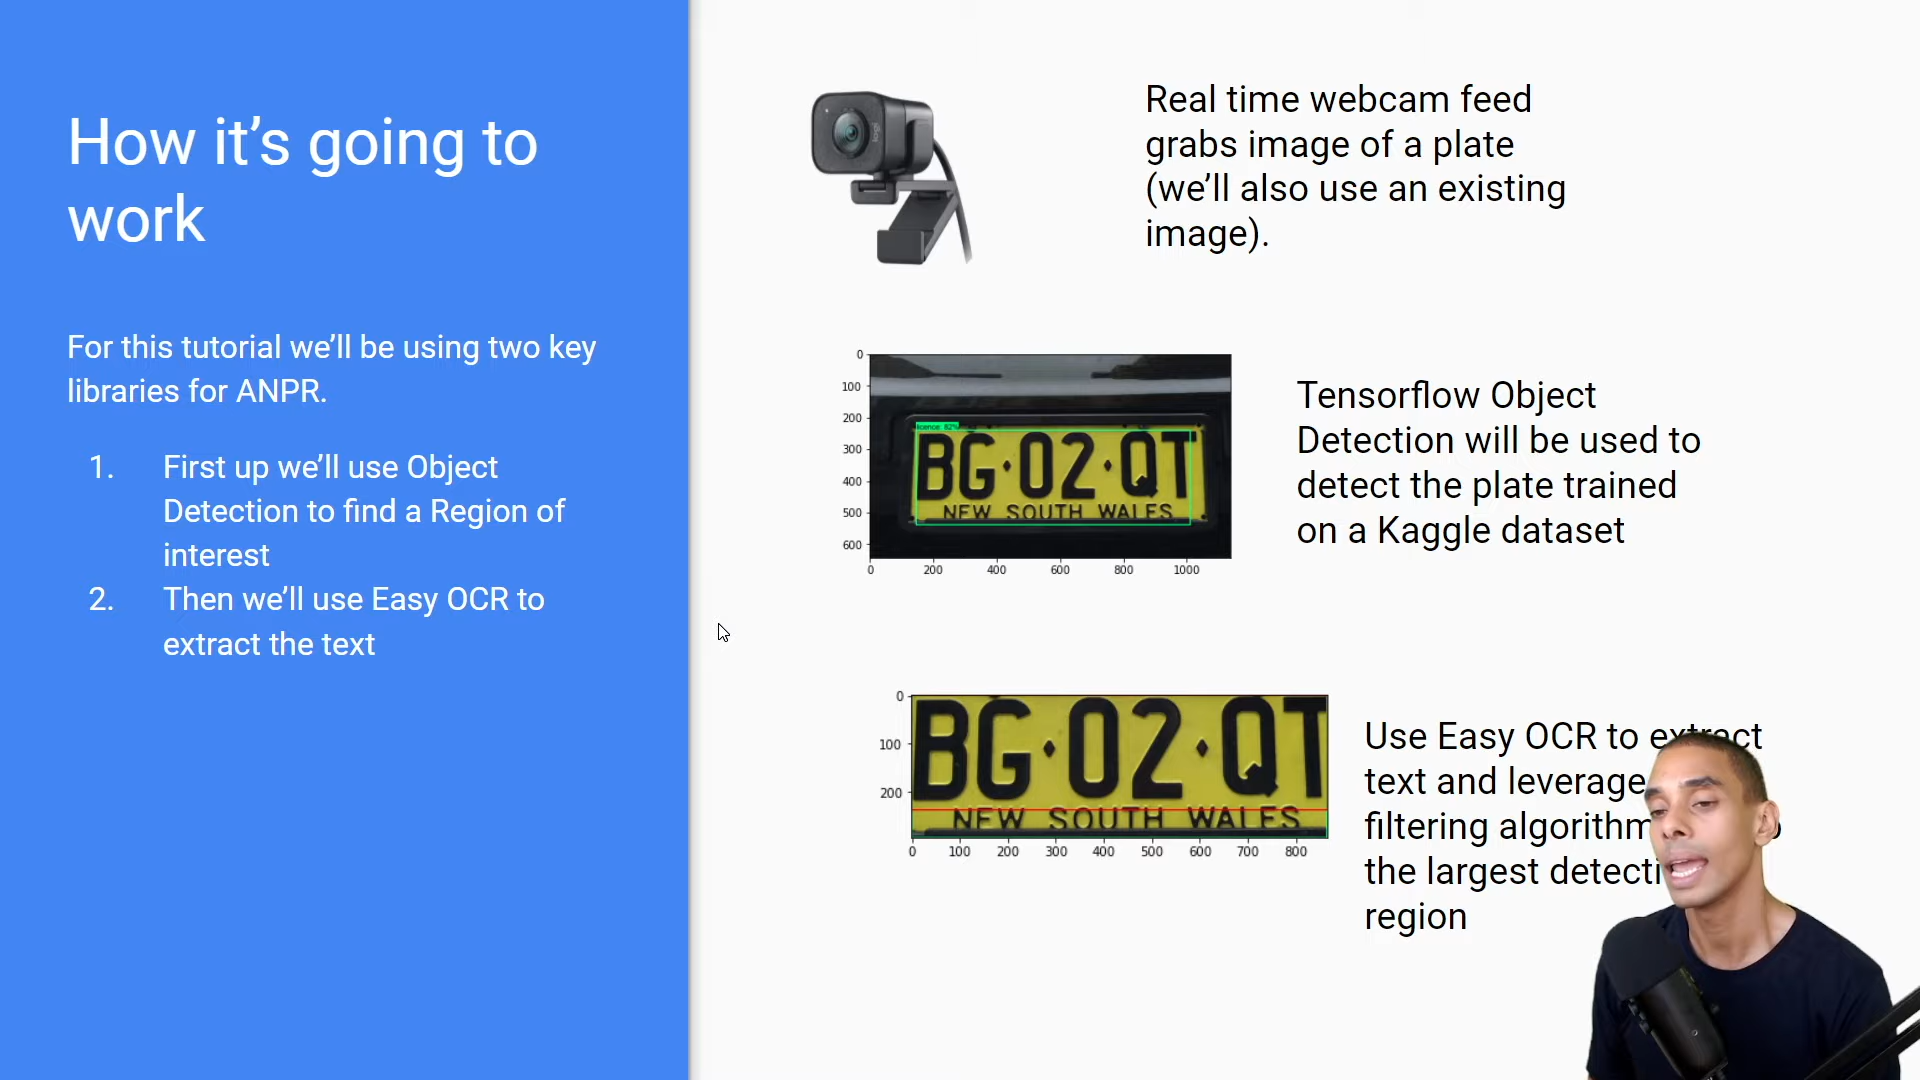 How it's going to
work
For this tutorial we'll be using two key
libraries for ANPR.
1. First up we'll use Object
Detection to find a Region of
interest
2. Then we'll use Easy OCR to
extract the text
logi
Real time webcam feed
grabs image of a plate
(we'll also use an existing
image).
0
100
200
300
400
500
600
0 200 400 600 800 1000
licence: 82%
BG·02·QT
NEW SOUTH WALES
Tensorflow Object
Detection will be used to
detect the plate trained
on a Kaggle dataset
0
100
200
0 100 200 300 400 500 600 700 800
BG·02·QT
NEW SOUTH WALES
Use Easy OCR to extract
text and leverage
filtering algorithm
the largest
region